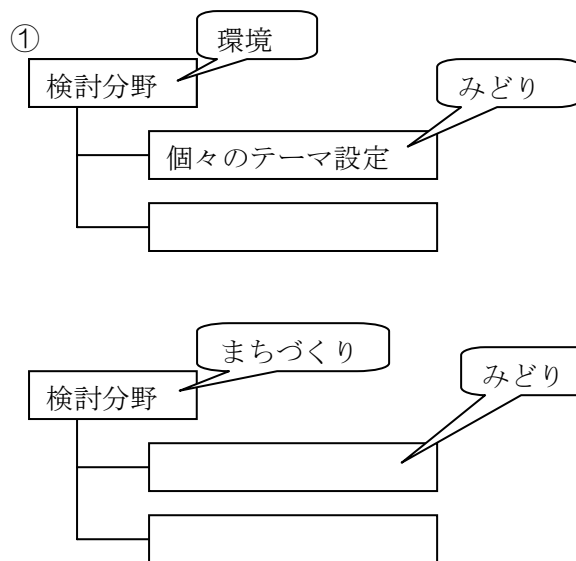 ①
環境
検討分野
みどり
個々のテーマ設定
まちづくり
検討分野
みどり